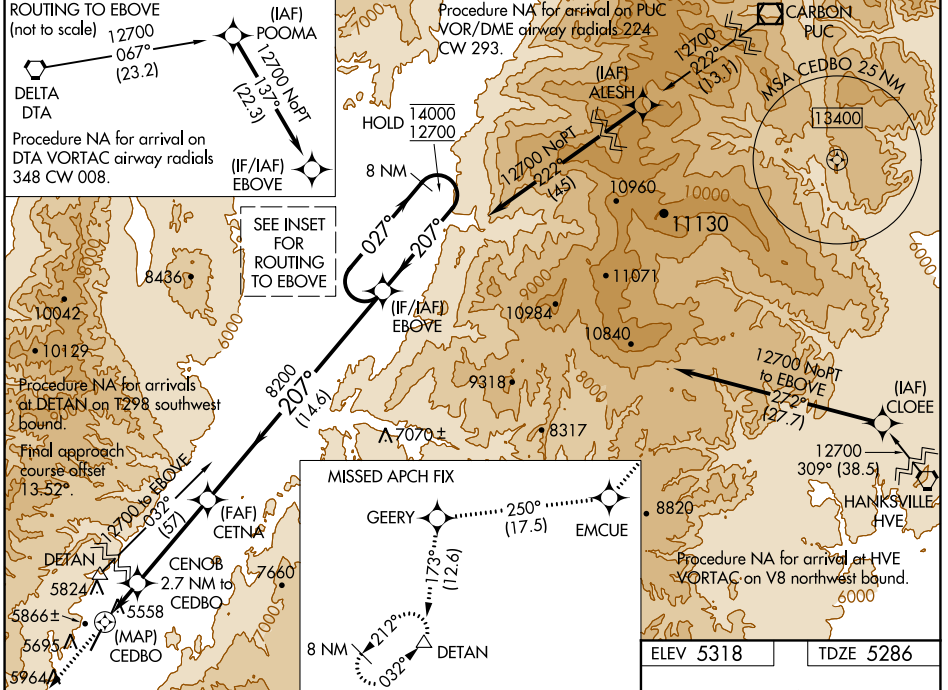 ROUTING TO EBOVE
(not to scale)
12700
067°
(23.2)
(IAF)
POOMA
12700 NoPT
137°
(22.3)
DELTA
DTA
Procedure NA for arrival on
DTA VORTAC airway radials
348 CW 008.
(IF/IAF)
EBOVE
Procedure NA for arrival on PUC
VOR/DME airway radials 224
CW 293.
CARBON
PUC
12700
222°
(13.1)
(IAF)
ALESH
MSA CEDBO 25 NM
13400
HOLD
14000
12700
8 NM
027°
207°
12700 NoPT
222°
(45)
10960
10000
11130
SEE INSET
FOR
ROUTING
TO EBOVE
6000
8436
11071
10000
(IF/IAF)
EBOVE
10042
10984
10840
10129
8200
207°
(14.6)
12700 NoPT
to EBOVE
272°
(27.7)
(IAF)
CLOEE
Procedure NA for arrivals
at DETAN on T298 southwest
bound.
9318
8000
Final approach
course offset
13.52°.
7070±
8317
12700
309° (38.5)
12700 to EBOVE
032°
(57)
MISSED APCH FIX
HANKSVILLE
HVE
(FAF)
CETNA
GEERY
250°
(17.5)
EMCUE
8820
DETAN
5824
CENOB
2.7 NM to
CEDBO
7660
173°
(12.6)
Procedure NA for arrival at HVE
VORTAC on V8 northwest bound.
6000
5866±
5558
5695
(MAP)
CEDBO
8 NM
212°
032°
DETAN
5964
ELEV 5318
TDZE 5286